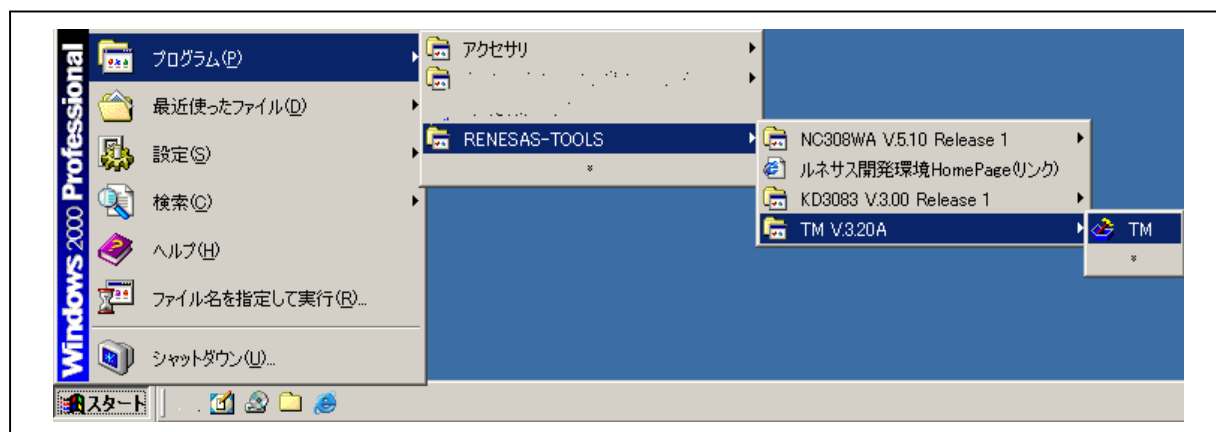 Windows 2000 Professional
プログラム(P)
最近使ったファイル(D)
設定(S)
検索(C)
ヘルプ(H)
ファイル名を指定して実行(R)...
シャットダウン(U)...
アクセサリ
RENESAS-TOOLS
NC308WA V.5.10 Release 1
ルネサス開発環境HomePage(リンク)
KD3083 V.3.00 Release 1
TM V.3.20A
TM
スタート